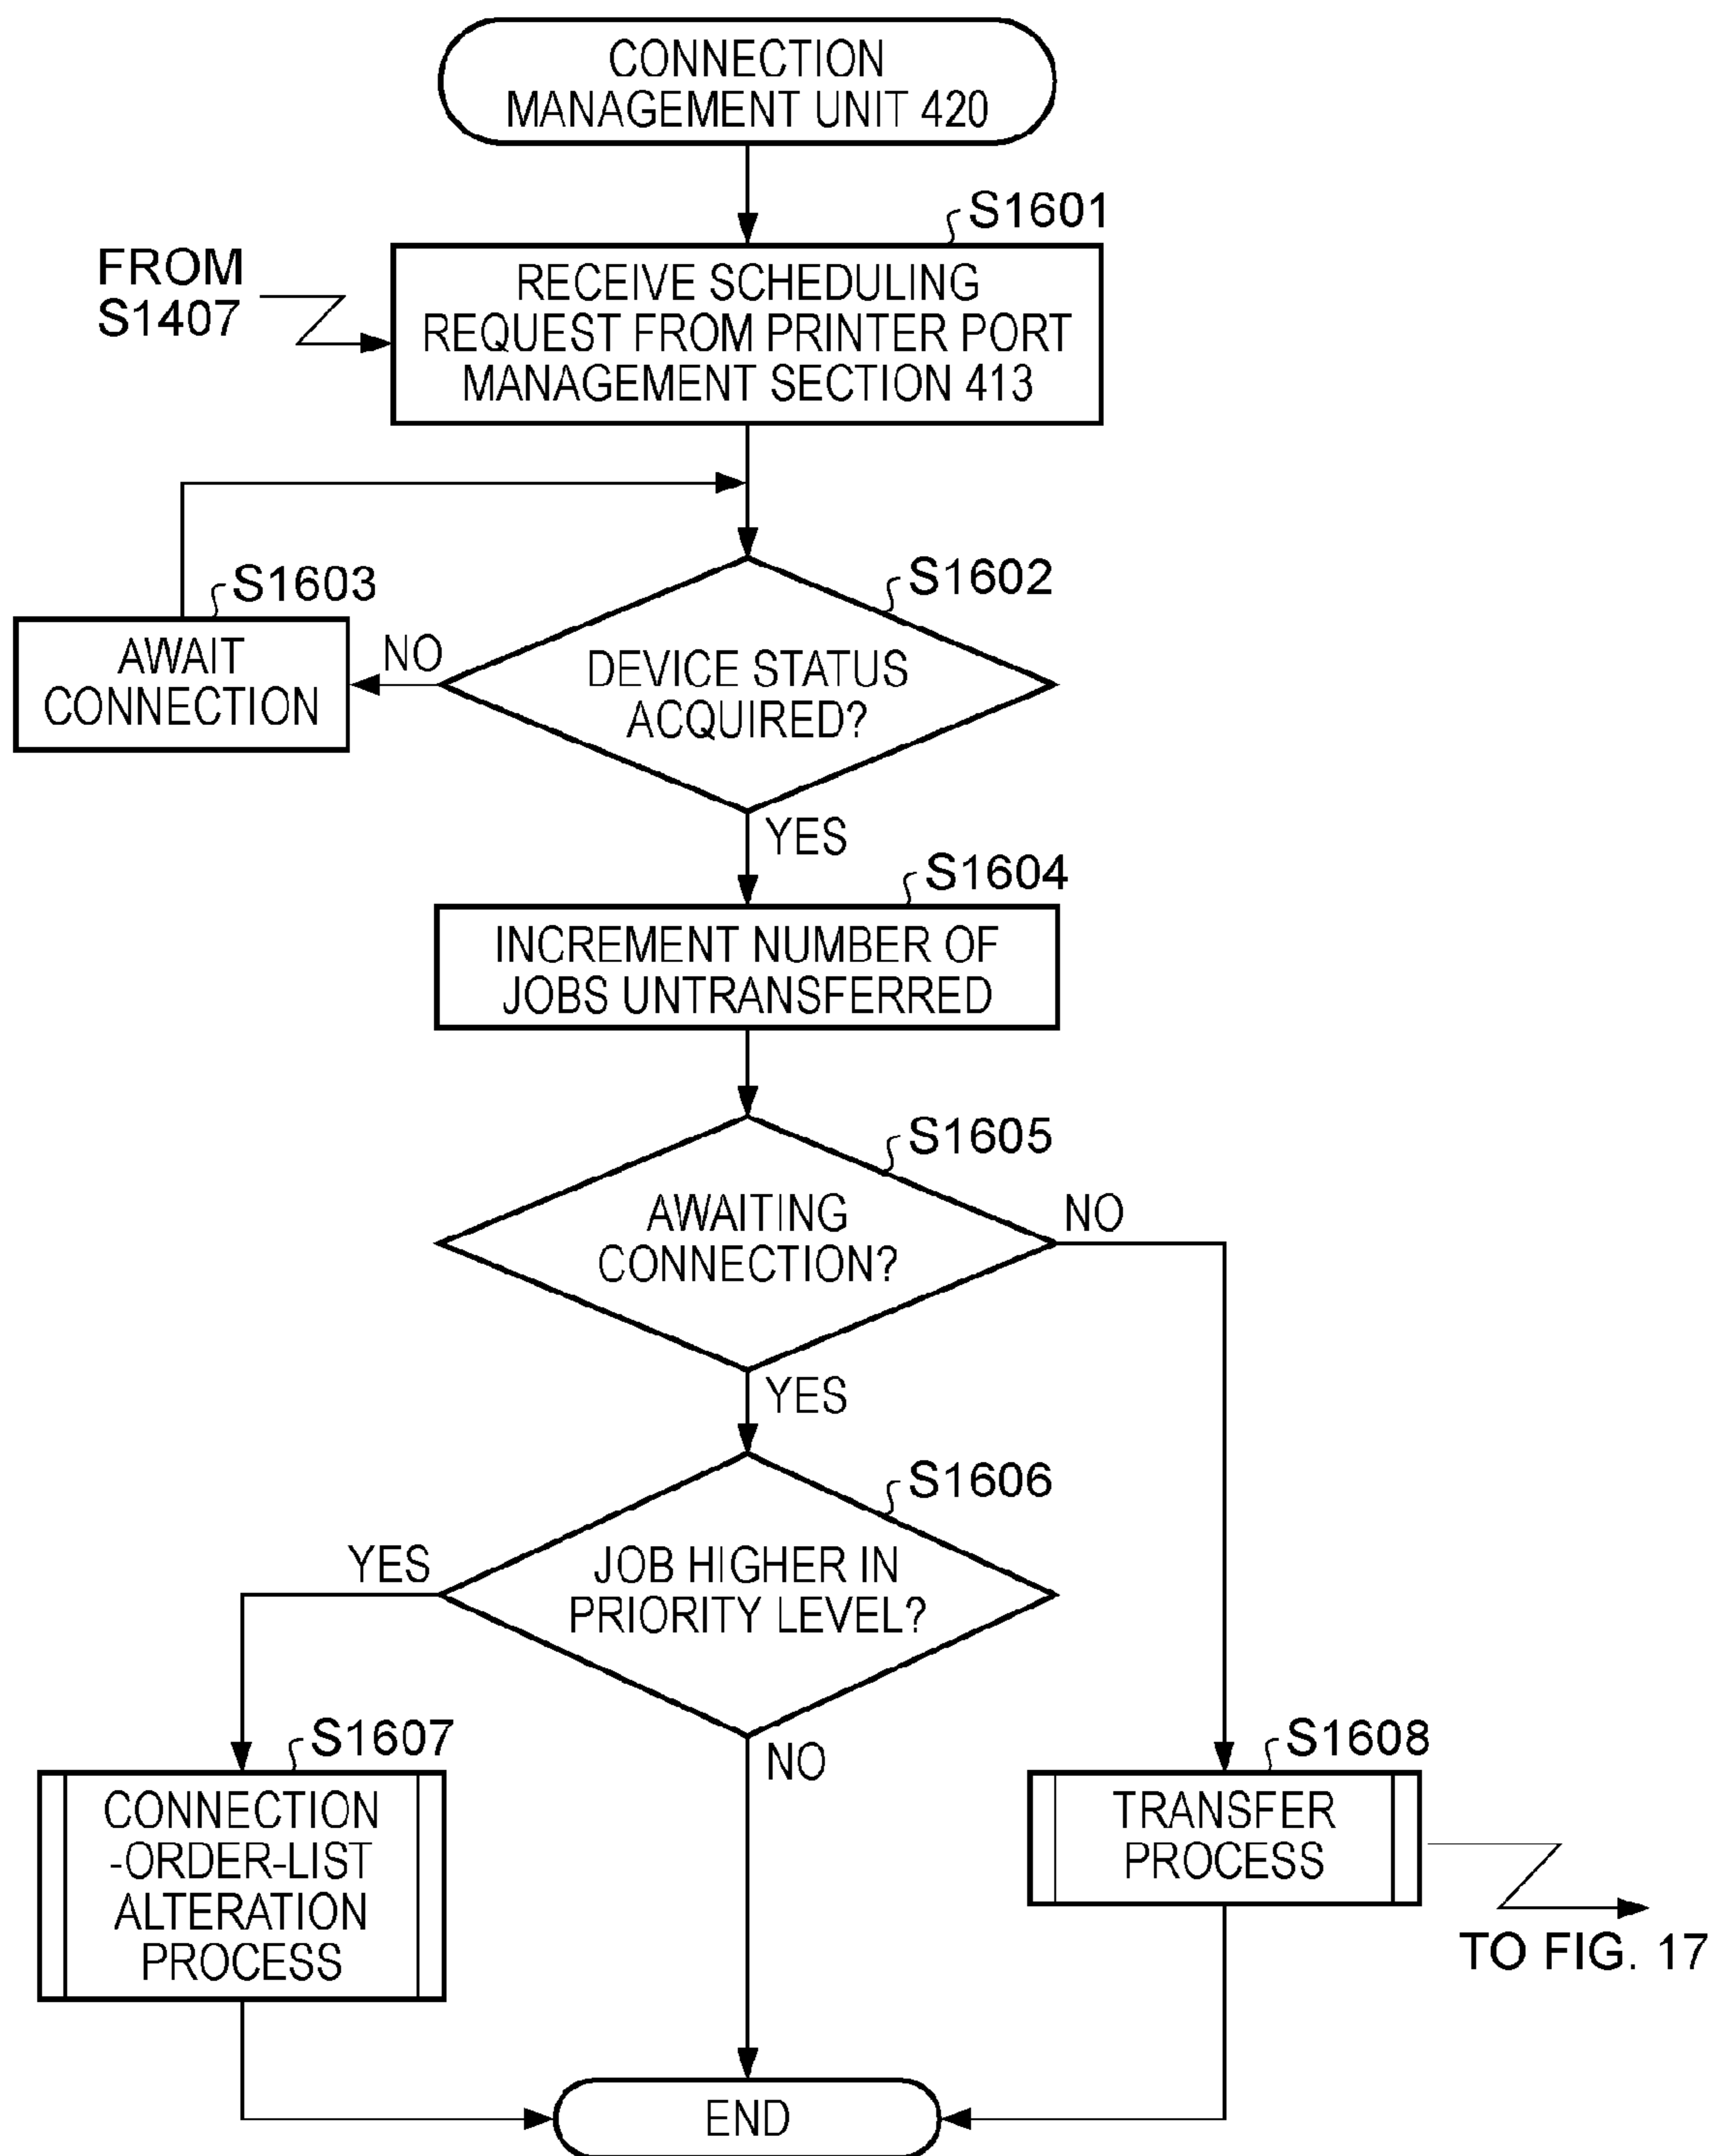 CONNECTION
MANAGEMENT UNIT 420
S1601
FROM
S1407
RECEIVE SCHEDULING
REQUEST FROM PRINTER PORT
MANAGEMENT SECTION 413
S1603
AWAIT
CONNECTION
NO
S1602
DEVICE STATUS
ACQUIRED?
YES
S1604
INCREMENT NUMBER OF
JOBS UNTRANSFERRED
S1605
AWAITING
CONNECTION?
NO
YES
S1606
JOB HIGHER IN
PRIORITY LEVEL?
YES
NO
S1607
CONNECTION
-ORDER-LIST
ALTERATION
PROCESS
S1608
TRANSFER
PROCESS
TO FIG. 17
END